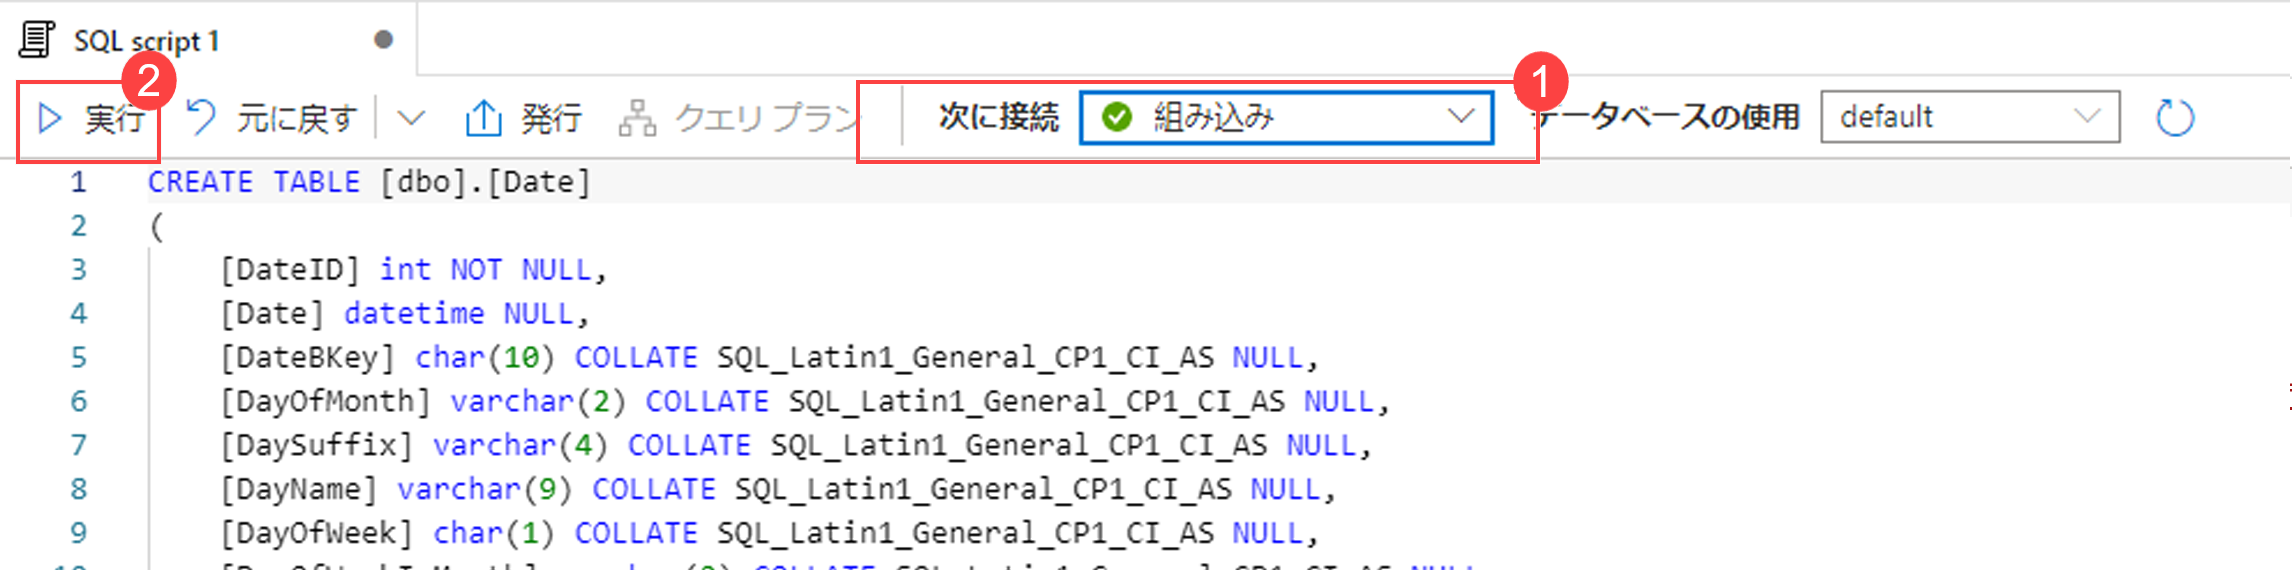 SQL script 1
2
1
実行 元に戻す 発行 クエリ プラン 次に接続 組み込み データベースの使用 default
1 CREATE TABLE [dbo].[Date]
2 (
3 [DateID] int NOT NULL,
4 [Date] datetime NULL,
5 [DateBKey] char(10) COLLATE SQL_Latin1_General_CP1_CI_AS NULL,
6 [DayOfMonth] varchar(2) COLLATE SQL_Latin1_General_CP1_CI_AS NULL,
7 [DaySuffix] varchar(4) COLLATE SQL_Latin1_General_CP1_CI_AS NULL,
8 [DayName] varchar(9) COLLATE SQL_Latin1_General_CP1_CI_AS NULL,
9 [DayOfWeek] char(1) COLLATE SQL_Latin1_General_CP1_CI_AS NULL,